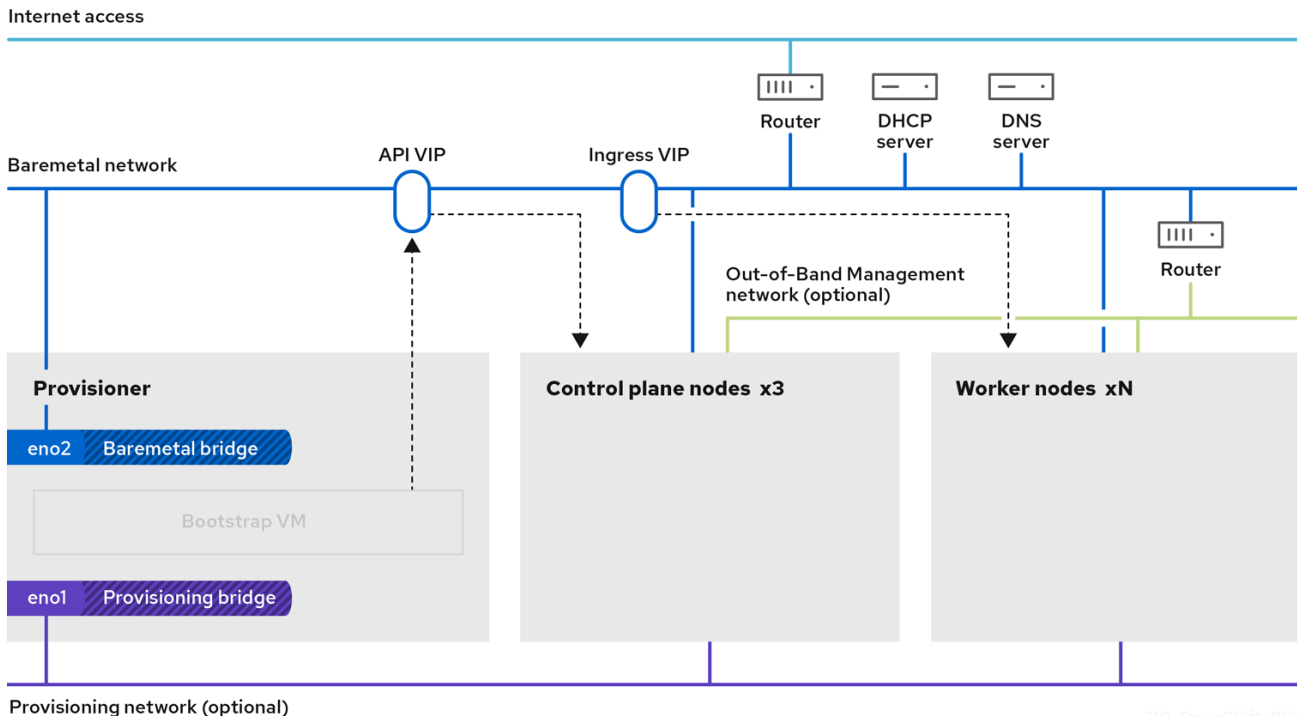 Internet access
Router
DHCP
server
DNS
server
Baremetal network
API VIP
Ingress VIP
Router
Out-of-Band Management
network (optional)
Provisioner
Control plane nodes x3
Worker nodes xN
eno2
Baremetal bridge
Bootstrap VM
eno1
Provisioning bridge
Provisioning network (optional)